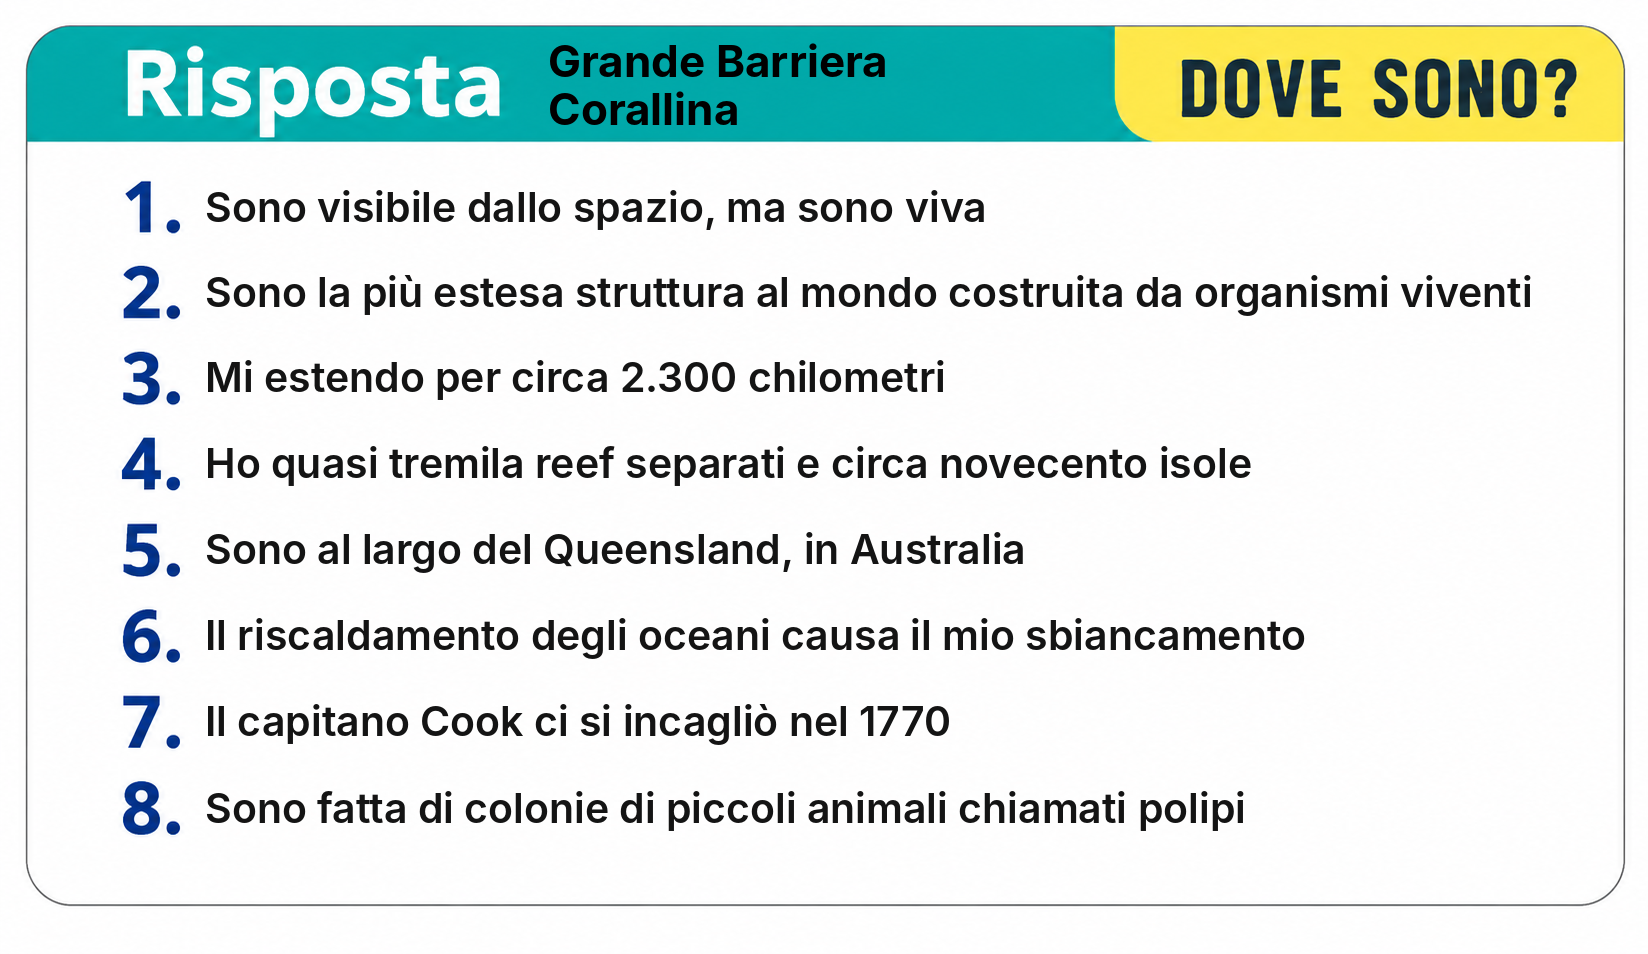 Risposta
Grande Barriera
Corallina
DOVE SONO?
1. Sono visibile dallo spazio, ma sono viva
2. Sono la più estesa struttura al mondo costruita da organismi viventi
3. Mi estendo per circa 2.300 chilometri
4. Ho quasi tremila reef separati e circa novecento isole
5. Sono al largo del Queensland, in Australia
6. Il riscaldamento degli oceani causa il mio sbiancamento
7. Il capitano Cook ci si incagliò nel 1770
8. Sono fatta di colonie di piccoli animali chiamati polipi